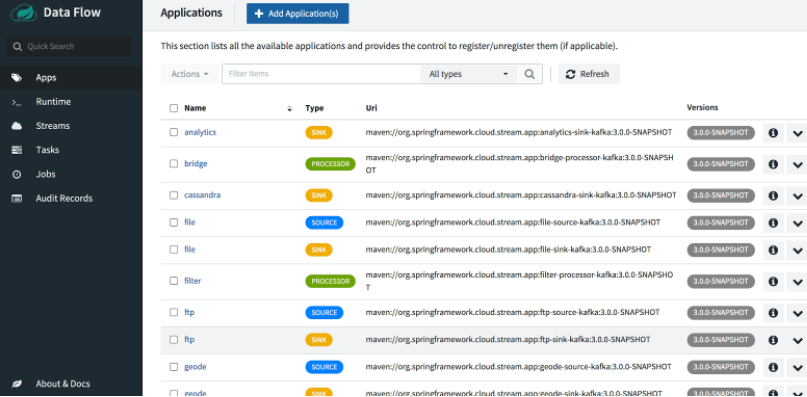 Data Flow
Applications
Add Application(s)
Quick Search
This section lists all the available applications and provides the control to register/unregister them (if applicable).
Actions
Filter items
All types
Refresh
Apps
Runtime
Streams
Tasks
Jobs
Audit Records
About & Docs
Name Type Uri Versions
analytics SINK maven://org.springframework.cloud.stream.app:analytics-sink-kafka:3.0.0-SNAPSHOT 3.0.0-SNAPSHOT
bridge PROCESSOR maven://org.springframework.cloud.stream.app:bridge-processor-kafka:3.0.0-SNAPSH 3.0.0-SNAPSHOT
OT
cassandra SINK maven://org.springframework.cloud.stream.app:cassandra-sink-kafka:3.0.0-SNAPSHOT 3.0.0-SNAPSHOT
file SOURCE maven://org.springframework.cloud.stream.app:file-source-kafka:3.0.0-SNAPSHOT 3.0.0-SNAPSHOT
file SINK maven://org.springframework.cloud.stream.app:file-sink-kafka:3.0.0-SNAPSHOT 3.0.0-SNAPSHOT
filter PROCESSOR maven://org.springframework.cloud.stream.app:filter-processor-kafka:3.0.0-SNAPSHO 3.0.0-SNAPSHOT
T
ftp SOURCE maven://org.springframework.cloud.stream.app:ftp-source-kafka:3.0.0-SNAPSHOT 3.0.0-SNAPSHOT
ftp SINK maven://org.springframework.cloud.stream.app:ftp-sink-kafka:3.0.0-SNAPSHOT 3.0.0-SNAPSHOT
geode SOURCE maven://org.springframework.cloud.stream.app:geode-source-kafka:3.0.0-SNAPSHOT 3.0.0-SNAPSHOT
geode SINK maven://org.springframework.cloud.stream.app:geode-sink-kafka:3.0.0-SNAPSHOT 3.0.0-SNAPSHOT